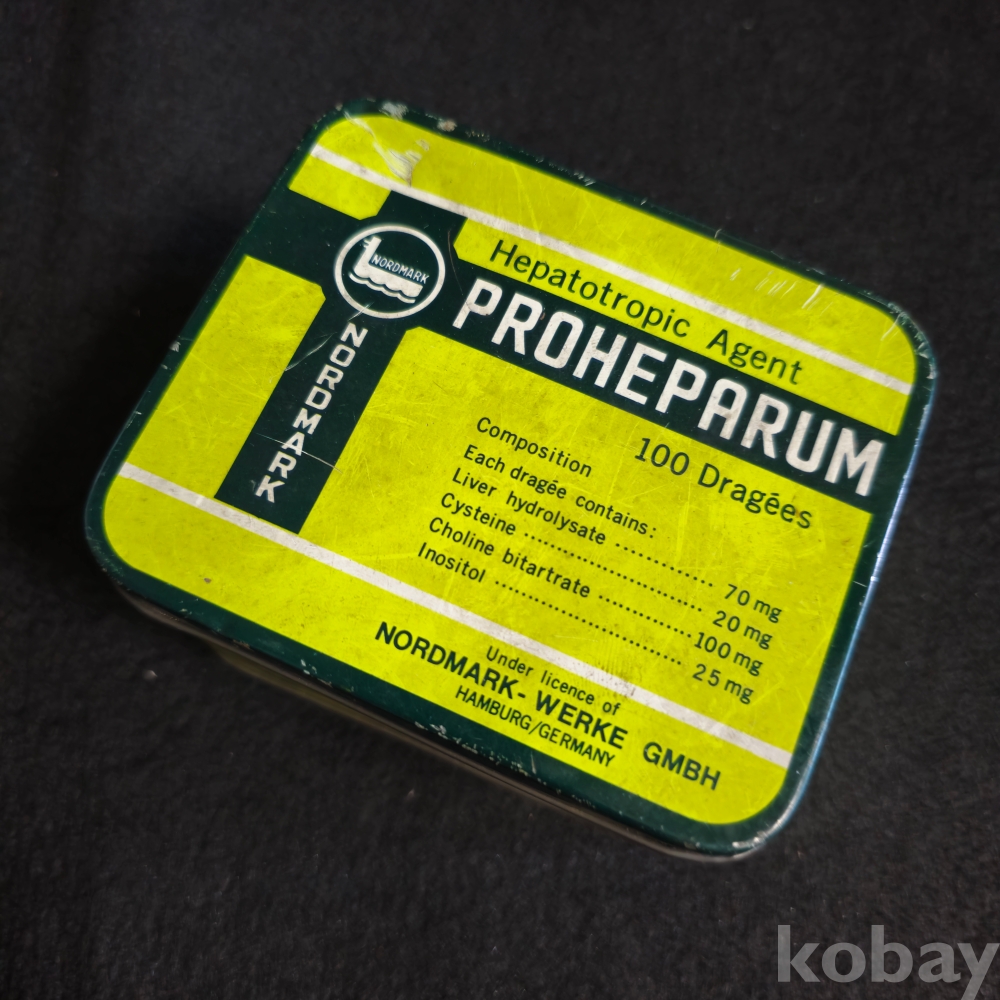 Hepatotropic Agent
PROHEPARUM
NORDMARK
NORDMARK
100 Dragées
Composition
Each dragée contains:
Liver hydrolysate .................. 70 mg
Cysteine .................. 20 mg
Choline bitartrate .................. 100 mg
Inositol .................. 25 mg
Under licence of
NORDMARK-WERKE GMBH
HAMBURG/GERMANY
kobay